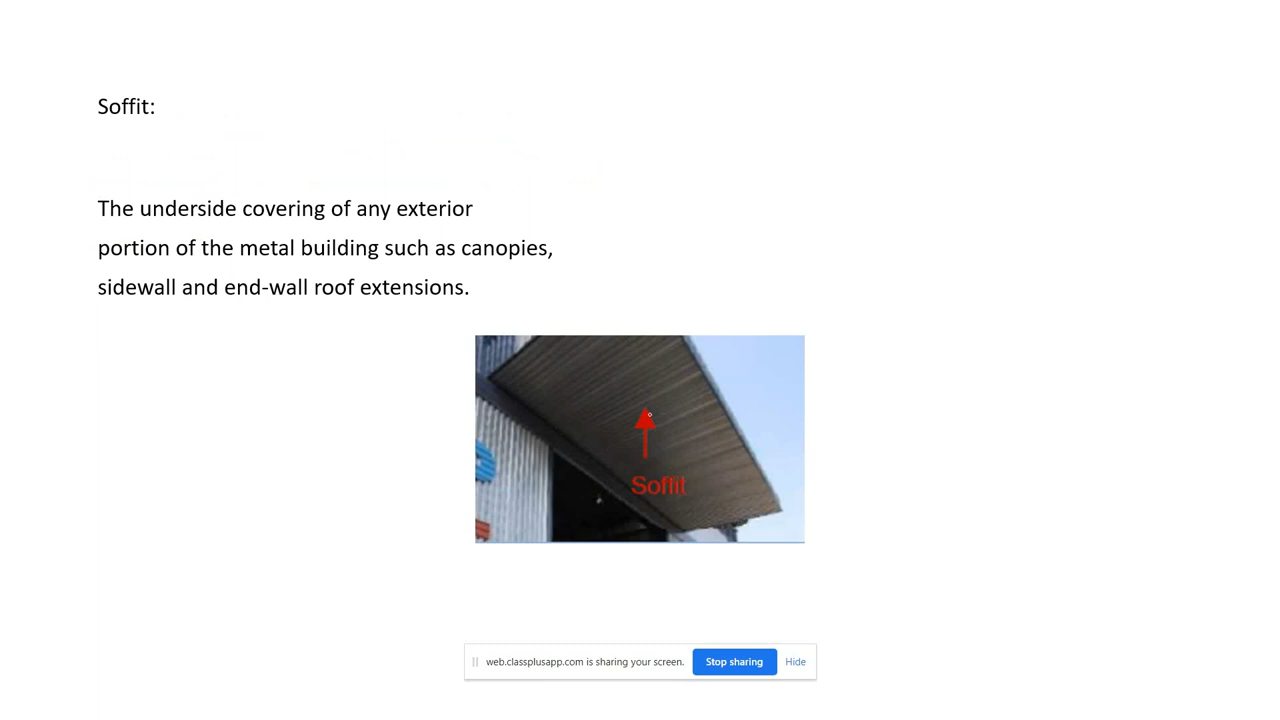 Soffit:
The underside covering of any exterior
portion of the metal building such as canopies,
sidewall and end-wall roof extensions.
Soffit
web.classplusapp.com is sharing your screen. Stop sharing Hide